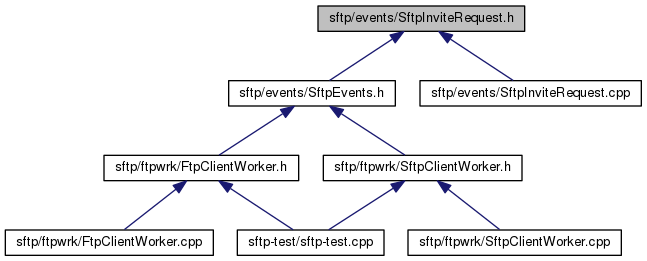 sftp/events/SftpInviteRequest.h
sftp/events/SftpEvents.h
sftp/events/SftpInviteRequest.cpp
sftp/ftpwrk/FtpClientWorker.h
sftp/ftpwrk/SftpClientWorker.h
sftp/ftpwrk/FtpClientWorker.cpp
sftp-test/sftp-test.cpp
sftp/ftpwrk/SftpClientWorker.cpp